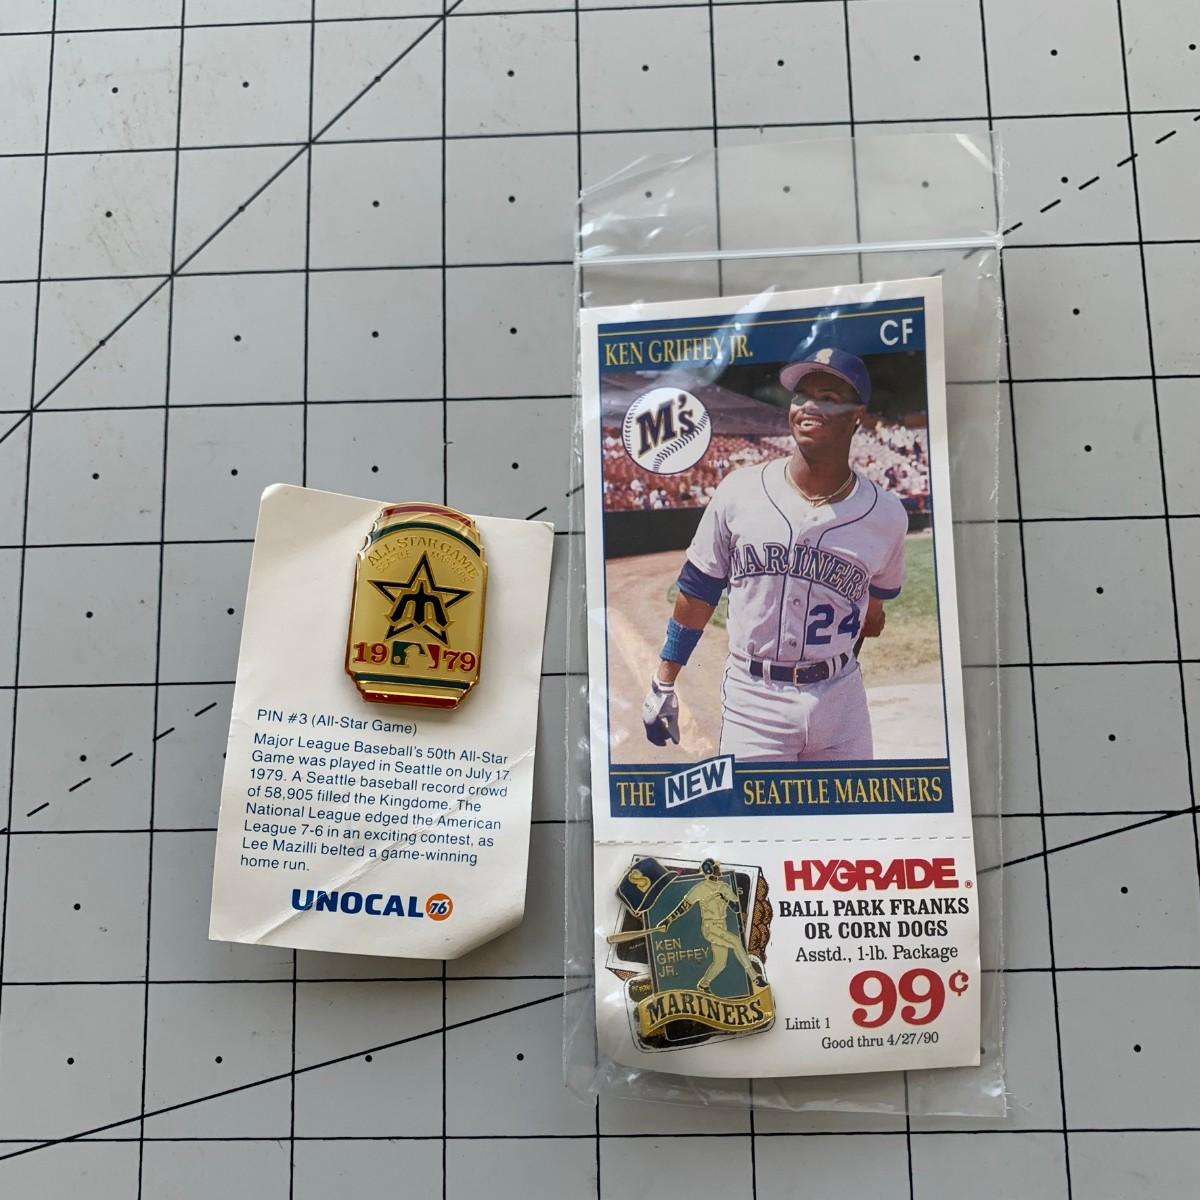 ALL STAR GAME
19 79
PIN #3 (All-Star Game)
Major League Baseball's 50th All-Star
Game was played in Seattle on July 17,
1979. A Seattle baseball record crowd
of 58,905 filled the Kingdome. The
National League edged the American
League 7-6 in an exciting contest, as
Lee Mazilli belted a game-winning
home run.
UNOCAL 76
KEN GRIFFEY JR.
CF
M's
MARINERS
24
THE NEW SEATTLE MARINERS
S
KEN
GRIFFEY
JR.
MARINERS
HYGRADE®
BALL PARK FRANKS
OR CORN DOGS
Asstd., 1-lb. Package
99¢
Limit 1
Good thru 4/27/90